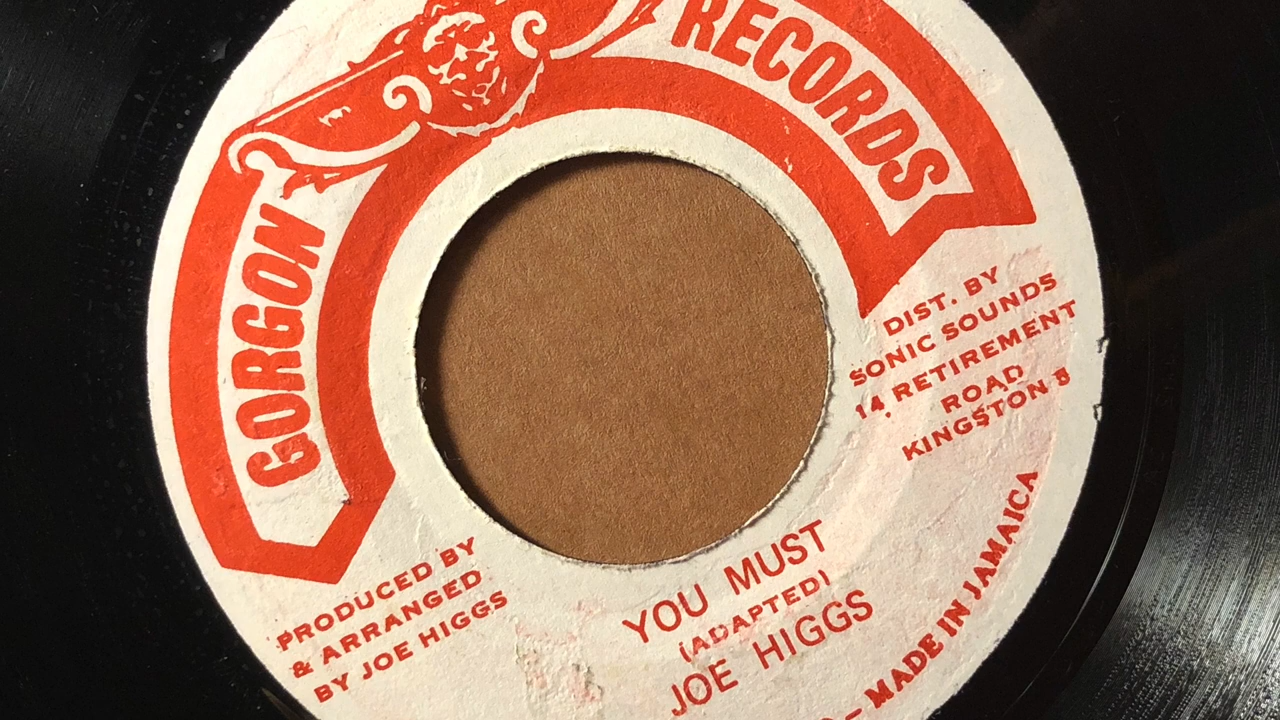 GORGON RECORDS
DIST. BY
SONIC SOUNDS
14 RETIREMENT
ROAD
KINGSTON 5
PRODUCED BY
& ARRANGED
BY JOE HIGGS
YOU MUST
(ADAPTED)
JOE HIGGS
– MADE IN JAMAICA